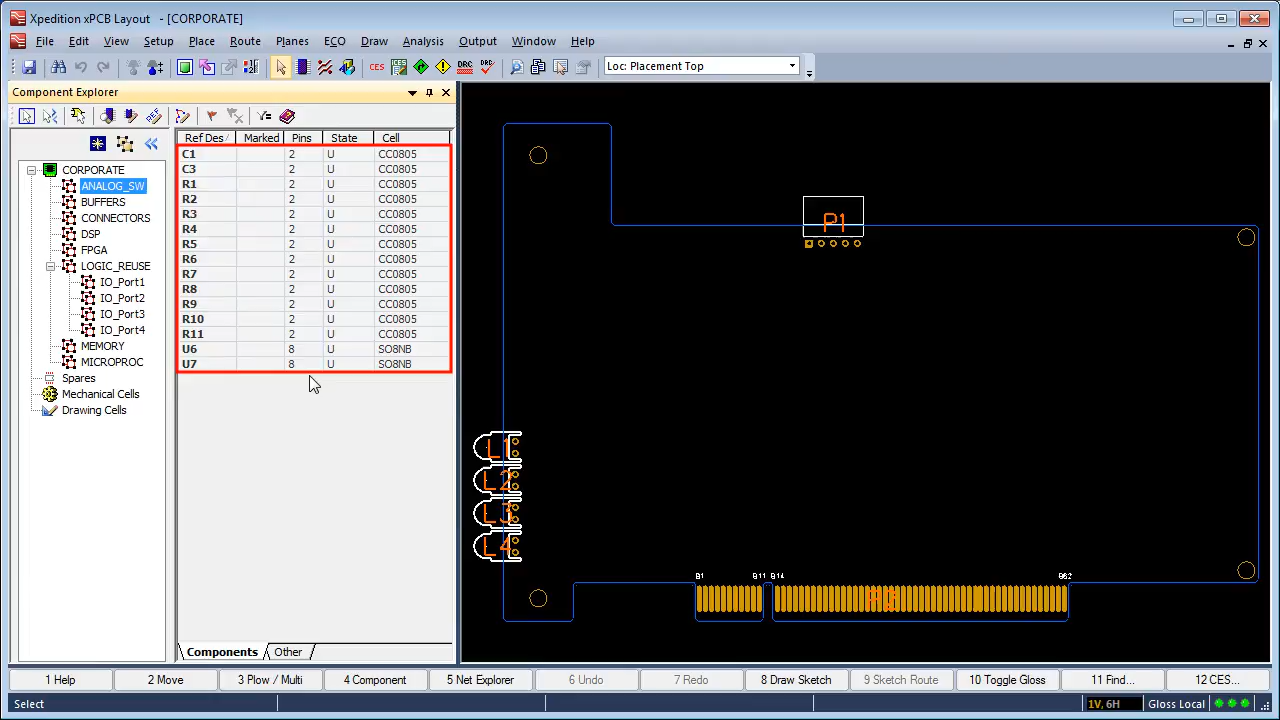 Xpedition xPCB Layout - [CORPORATE]
File Edit View Setup Place Route Planes ECO Draw Analysis Output Window Help
CES ICES DRC DRP Loc: Placement Top
Component Explorer
Ref Des Marked Pins State Cell
CORPORATE
ANALOG_SW
BUFFERS
CONNECTORS
DSP
FPGA
LOGIC_REUSE
IO_Port1
IO_Port2
IO_Port3
IO_Port4
MEMORY
MICROPROC
Spares
Mechanical Cells
Drawing Cells
C1 2 U CC0805
C3 2 U CC0805
R1 2 U CC0805
R2 2 U CC0805
R3 2 U CC0805
R4 2 U CC0805
R5 2 U CC0805
R6 2 U CC0805
R7 2 U CC0805
R8 2 U CC0805
R9 2 U CC0805
R10 2 U CC0805
R11 2 U CC0805
U6 8 U SO8NB
U7 8 U SO8NB
Components Other
P1
L1
L2
L3
L4
B1 B11 B14 B62
1 Help 2 Move 3 Plow / Multi 4 Component 5 Net Explorer 6 Undo 7 Redo 8 Draw Sketch 9 Sketch Route 10 Toggle Gloss 11 Find... 12 CES...
Select 1V, 6H Gloss Local